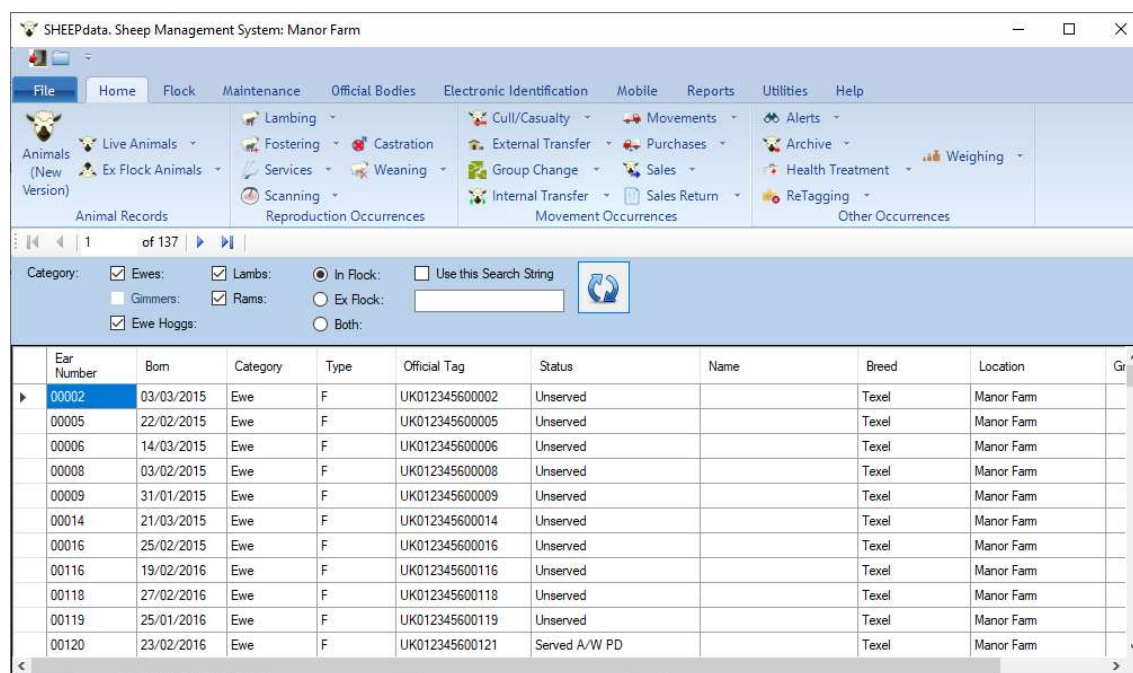 SHEEPdata. Sheep Management System: Manor Farm
File Home Flock Maintenance Official Bodies Electronic Identification Mobile Reports Utilities Help
Animals (New Version)
Live Animals
Ex Flock Animals
Animal Records
Lambing
Fostering Castration
Services Weaning
Scanning
Reproduction Occurrences
Cull/Casualty Movements
External Transfer Purchases
Group Change Sales
Internal Transfer Sales Return
Movement Occurrences
Alerts
Archive
Health Treatment
ReTagging
Weighing
Other Occurrences
1 of 137
Category: Ewes: Lambs: In Flock: Use this Search String
Gimmers: Rams: Ex Flock:
Ewe Hoggs: Both:
Ear Number Born Category Type Official Tag Status Name Breed Location Gr
00002 03/03/2015 Ewe F UK012345600002 Unserved Texel Manor Farm
00005 22/02/2015 Ewe F UK012345600005 Unserved Texel Manor Farm
00006 14/03/2015 Ewe F UK012345600006 Unserved Texel Manor Farm
00008 03/02/2015 Ewe F UK012345600008 Unserved Texel Manor Farm
00009 31/01/2015 Ewe F UK012345600009 Unserved Texel Manor Farm
00014 21/03/2015 Ewe F UK012345600014 Unserved Texel Manor Farm
00016 25/02/2015 Ewe F UK012345600016 Unserved Texel Manor Farm
00116 19/02/2016 Ewe F UK012345600116 Unserved Texel Manor Farm
00118 27/02/2016 Ewe F UK012345600118 Unserved Texel Manor Farm
00119 25/01/2016 Ewe F UK012345600119 Unserved Texel Manor Farm
00120 23/02/2016 Ewe F UK012345600121 Served A/W PD Texel Manor Farm